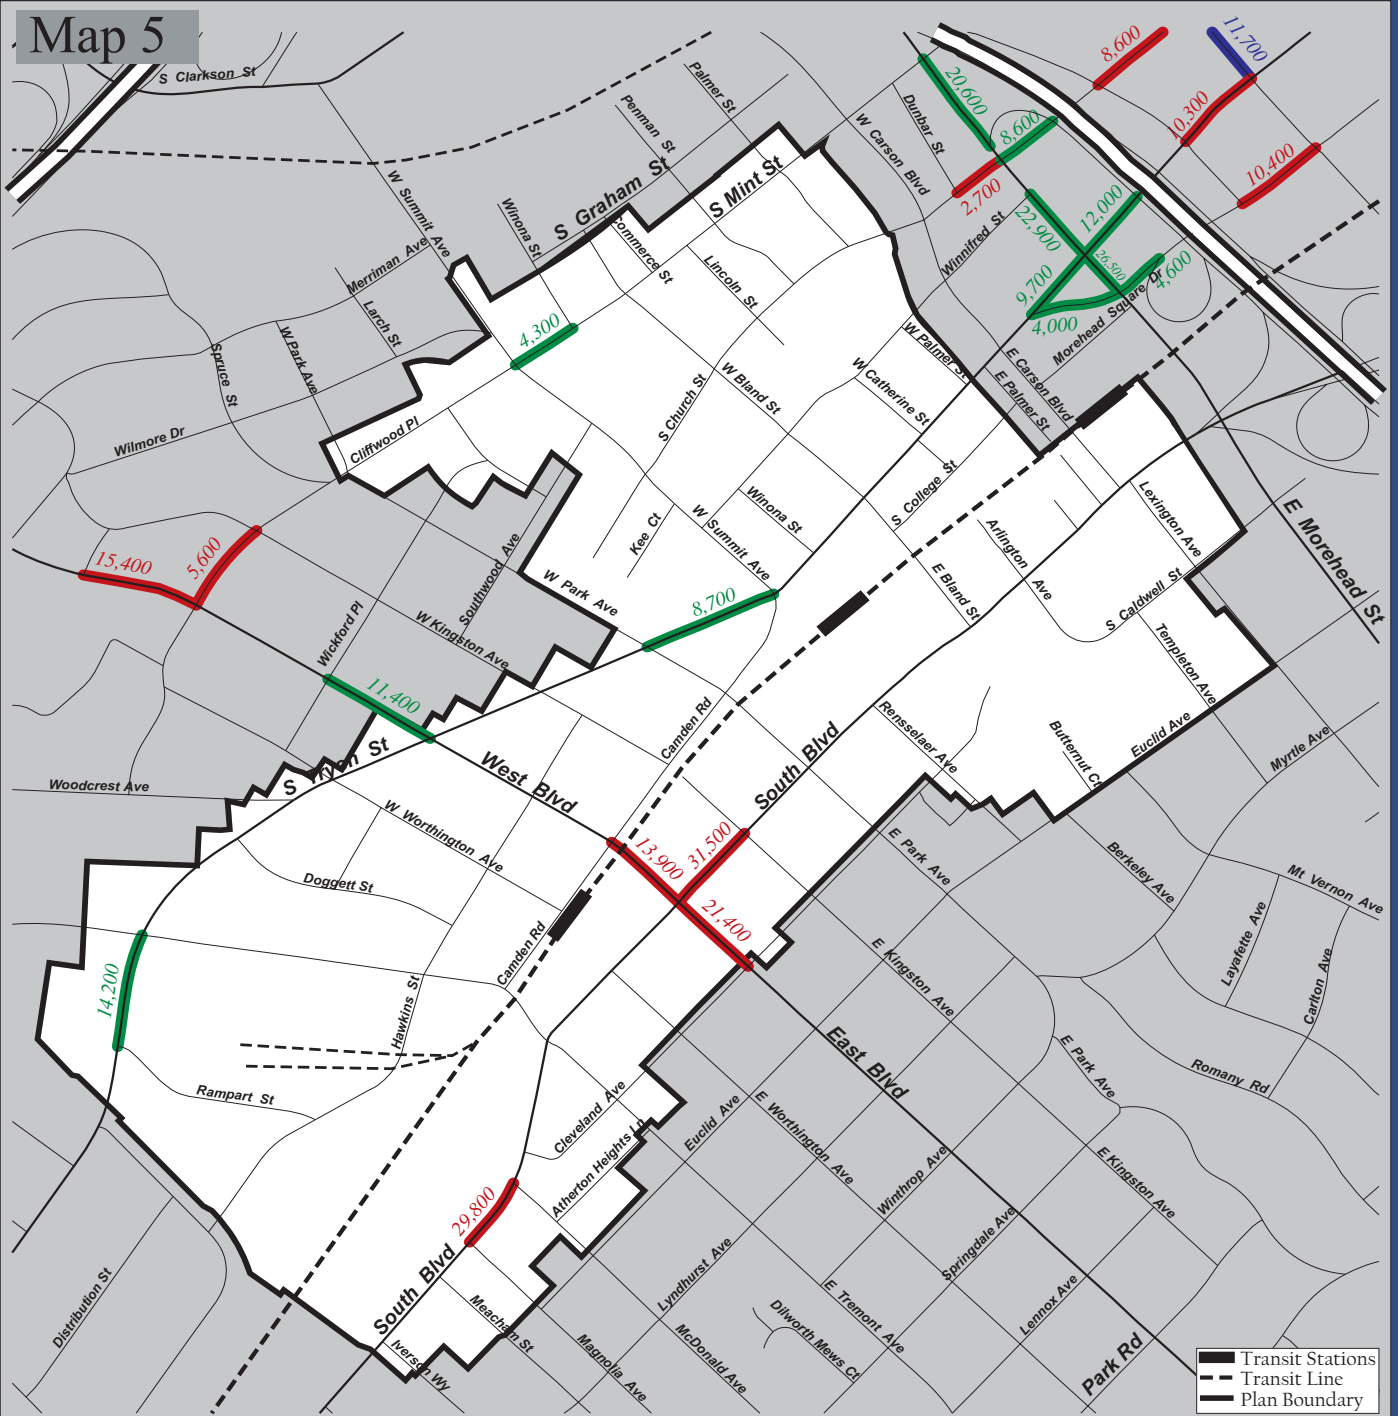 Map 5
S Clarkson St
Palmer St
Penman St
W Carson Blvd
Dunbar St
20,600
8,600
8,600
11,700
10,300
10,400
2,700
W Summit Ave
Winona St
S Graham St
S Mint St
Commerce St
Lincoln St
Winnifred St
22,900
12,000
26,500
9,700
4,600
4,000
Morehead Square Dr
Merriman Ave
Larch St
W Park Ave
Spruce St
Wilmore Dr
Cliffwood Pl
4,300
S Church St
W Bland St
W Catherine St
W Palmer St
E Carson Blvd
E Palmer St
S College St
Winona St
W Summit Ave
Kee Ct
Lexington Ave
E Morehead St
Arlington Ave
E Bland St
S Caldwell St
Templeton Ave
15,400
5,600
Southwood Ave
W Park Ave
8,700
Wickford Pl
W Kingston Ave
11,400
Camden Rd
South Blvd
Rensselaer Ave
Butternut Ct
Euclid Ave
Myrtle Ave
Woodcrest Ave
S Tryon St
West Blvd
W Worthington Ave
Doggett St
13,900
31,500
21,400
E Park Ave
Berkeley Ave
Mt Vernon Ave
Layafette Ave
Carlton Ave
Camden Rd
14,200
Hawkins St
E Kingston Ave
East Blvd
E Park Ave
Romany Rd
Rampart St
Cleveland Ave
Atherton Heights Ln
Euclid Ave
E Worthington Ave
Winthrop Ave
E Kingston Ave
29,800
South Blvd
Springdale Ave
Lyndhurst Ave
E Tremont Ave
Lennox Ave
Distribution St
Meacham St
Iverson Wy
Magnolia Ave
McDonald Ave
Dilworth Mews Ct
Park Rd
Transit Stations
Transit Line
Plan Boundary